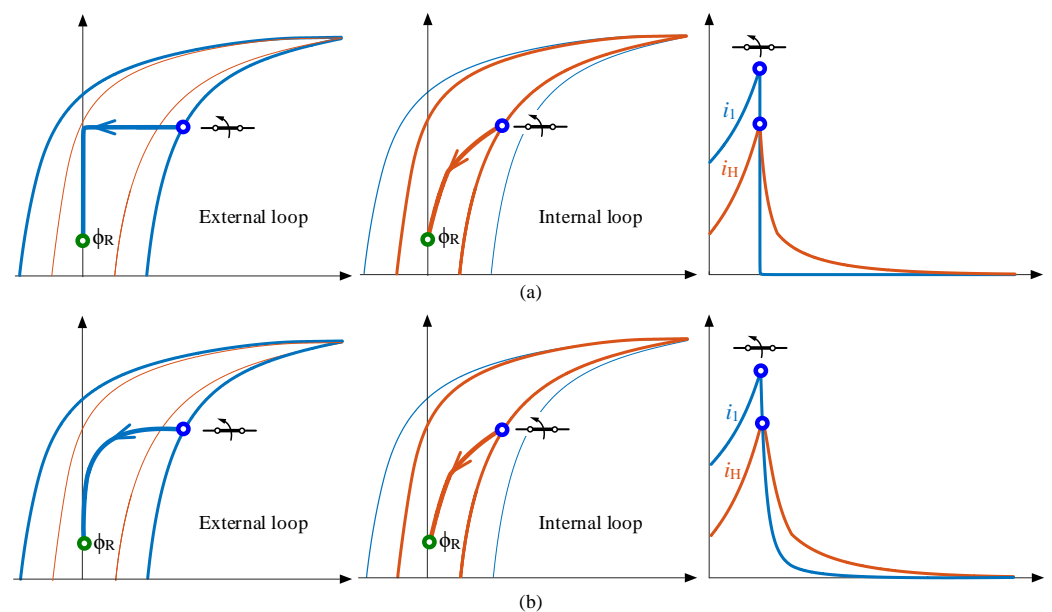 i1
iH
ϕR
External loop
ϕR
Internal loop
(a)
i1
iH
ϕR
External loop
ϕR
Internal loop
(b)